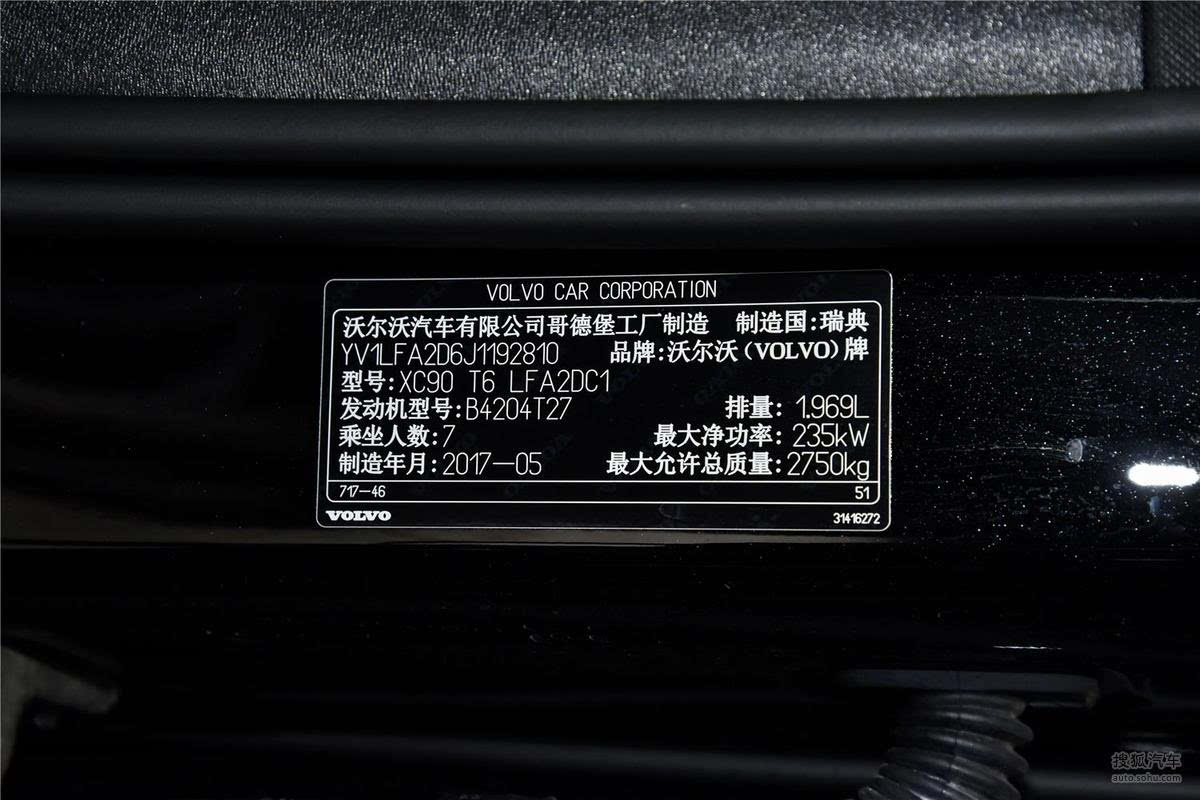 VOLVO CAR CORPORATION
沃尔沃汽车有限公司哥德堡工厂制造 制造国:瑞典
YV1LFA2D6J1192810 品牌:沃尔沃(VOLVO)牌
型号:XC90 T6 LFA2DC1
发动机型号:B4204T27 排量: 1.969L
乘坐人数:7 最大净功率: 235kW
制造年月:2017-05 最大允许总质量:2750kg
717-46 51
VOLVO 31416272
搜狐汽车
auto.sohu.com